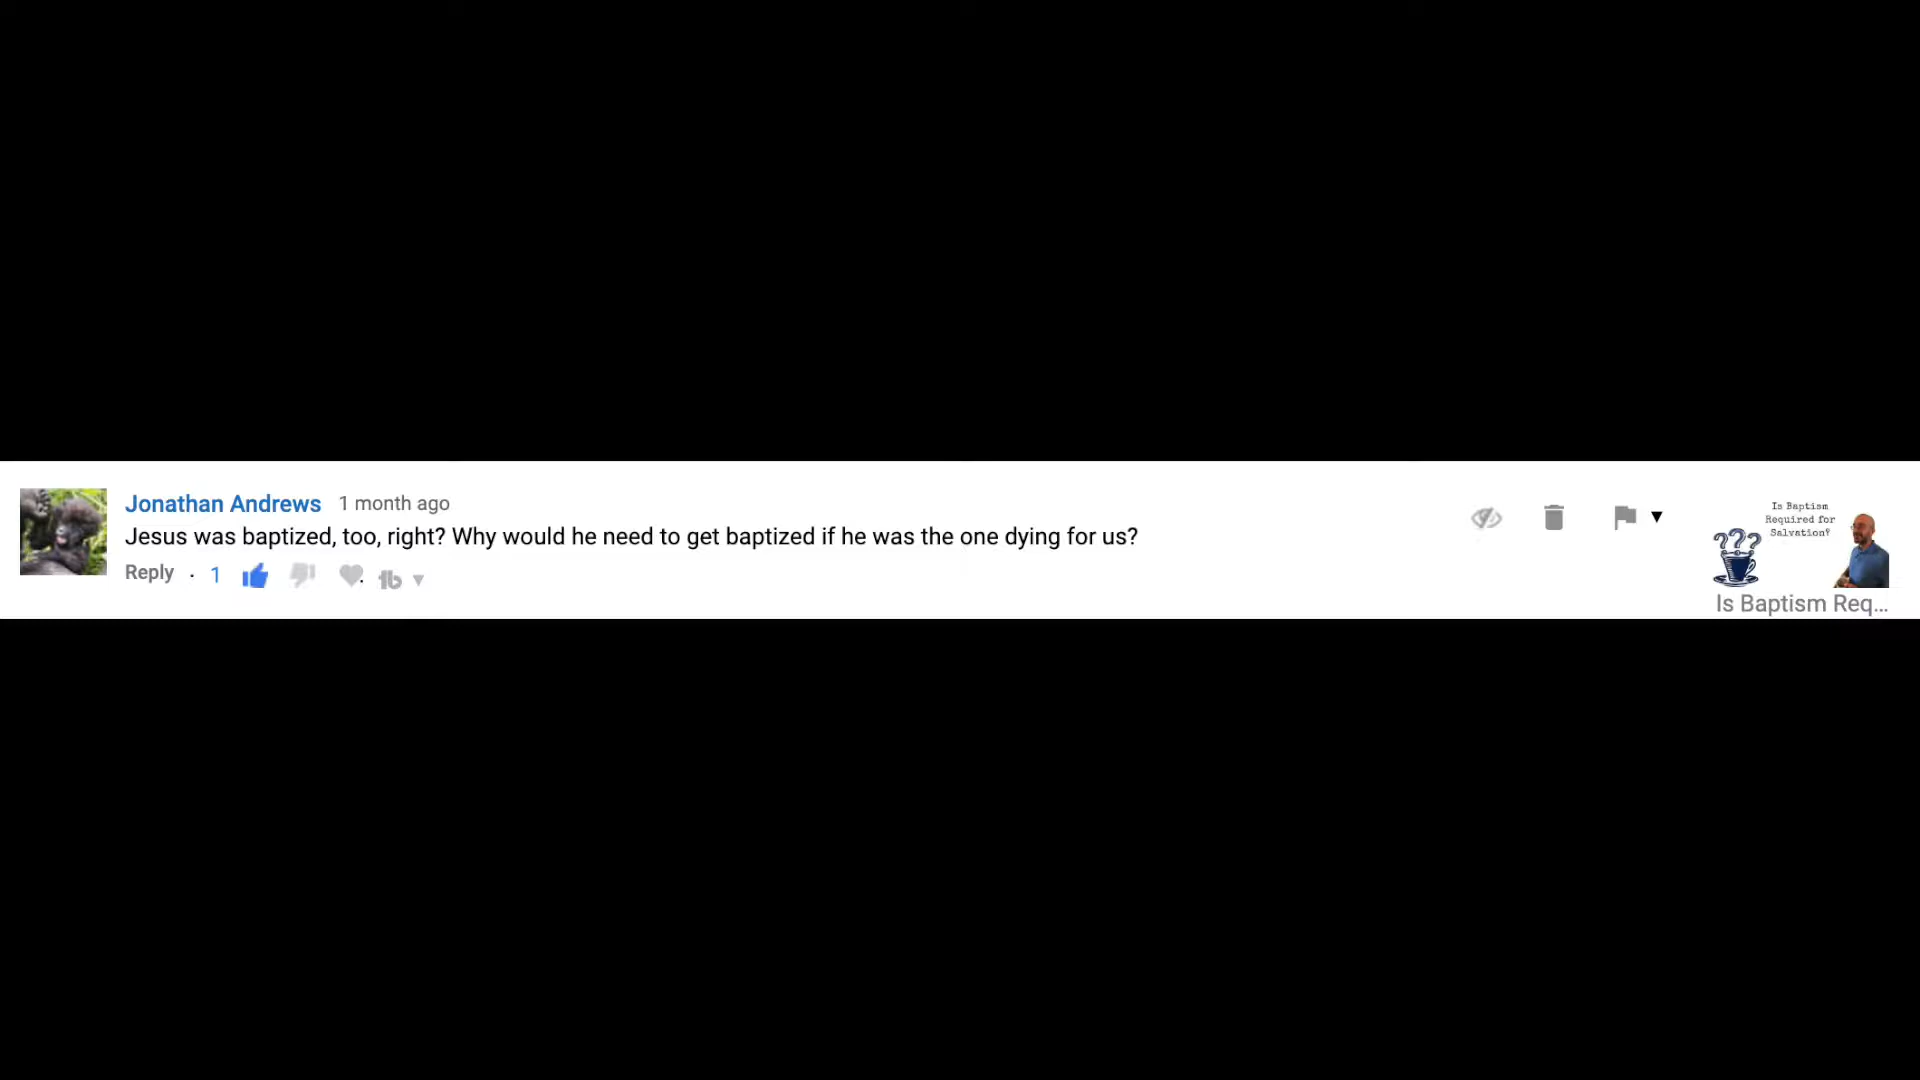 Jonathan Andrews 1 month ago
Jesus was baptized, too, right? Why would he need to get baptized if he was the one dying for us?
Reply · 1
Is Baptism
Required for
Salvation?
???
Is Baptism Req...